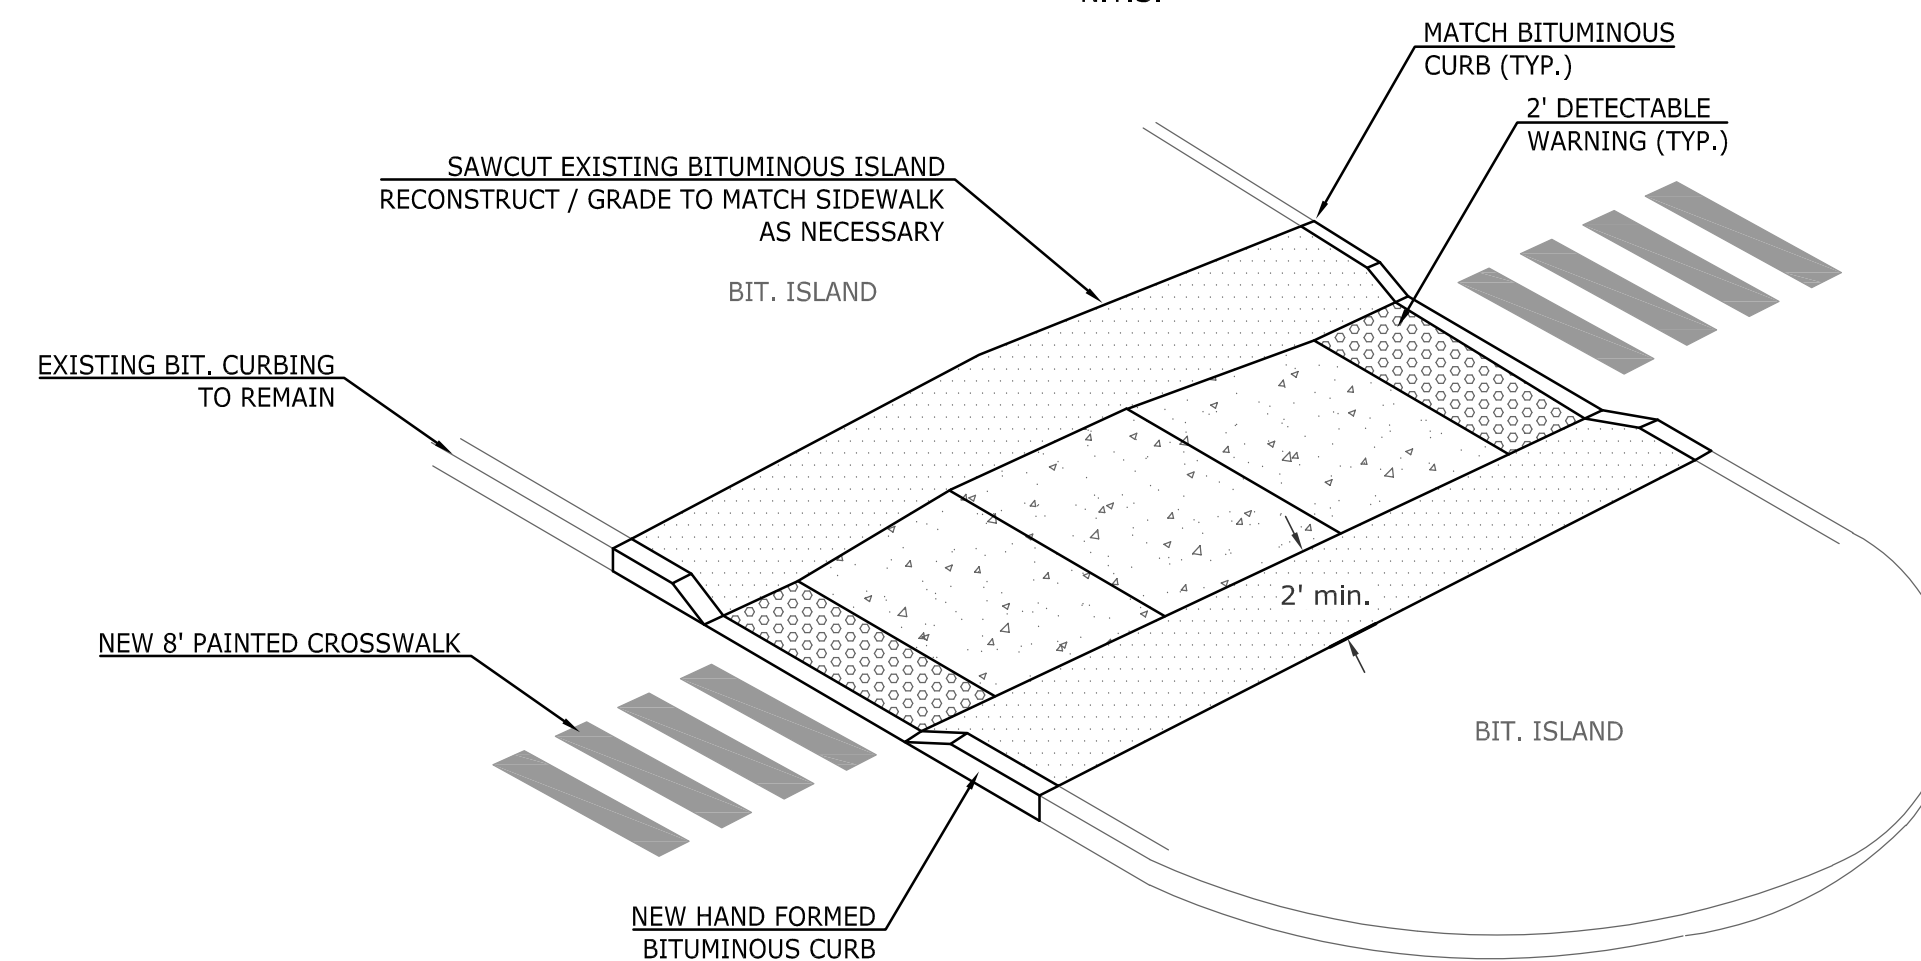 MATCH BITUMINOUS
CURB (TYP.)
2' DETECTABLE
WARNING (TYP.)
SAWCUT EXISTING BITUMINOUS ISLAND
RECONSTRUCT / GRADE TO MATCH SIDEWALK
AS NECESSARY
BIT. ISLAND
EXISTING BIT. CURBING
TO REMAIN
2' min.
NEW 8' PAINTED CROSSWALK
BIT. ISLAND
NEW HAND FORMED
BITUMINOUS CURB